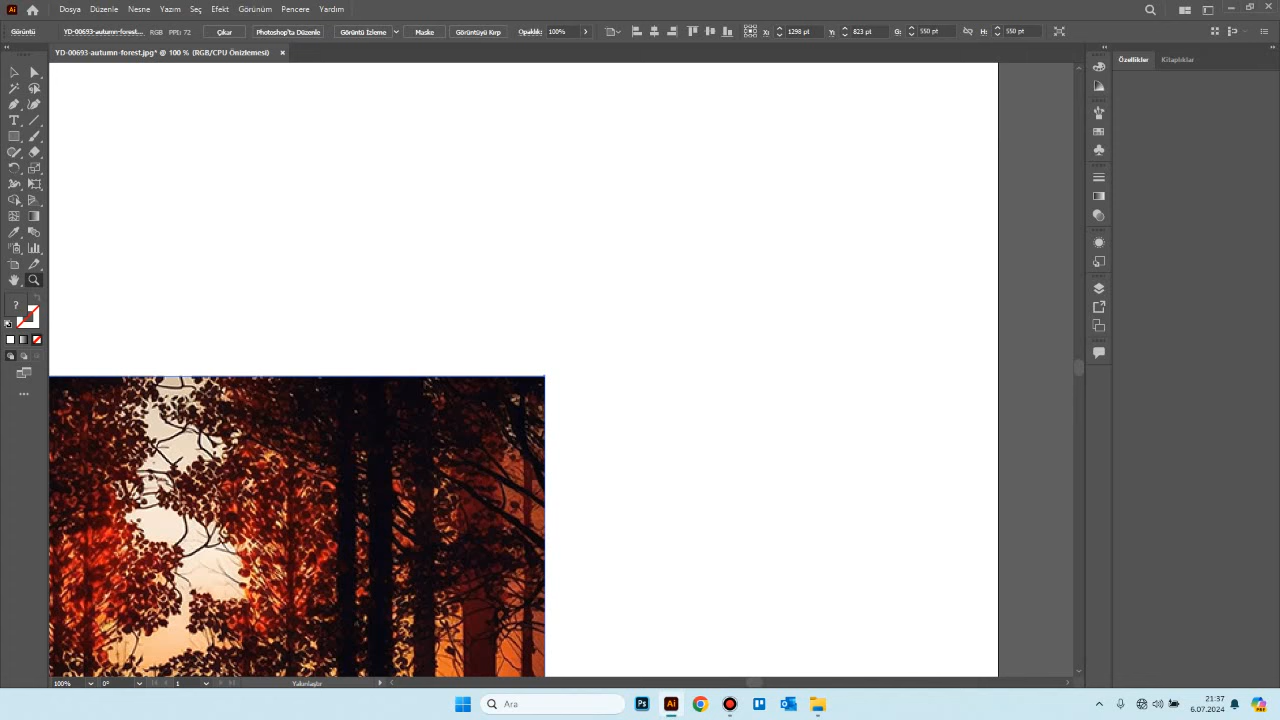 Dosya Düzenle Nesne Yazım Seç Efekt Görünüm Pencere Yardım
Görüntü YD-00693-autumn-forest... RGB PPI: 72 Çıkar Photoshop'ta Düzenle Görüntü İzleme Maske Görüntüyü Kırp Opaklık: 100% X: 1298 pt Y: 823 pt G: 550 pt H: 550 pt
YD-00693-autumn-forest.jpg* @ 100 % (RGB/CPU Önizlemesi)
Özellikler Kitaplıklar
100% 0° 1 Yakınlaştır
Ara
21:37
6.07.2024